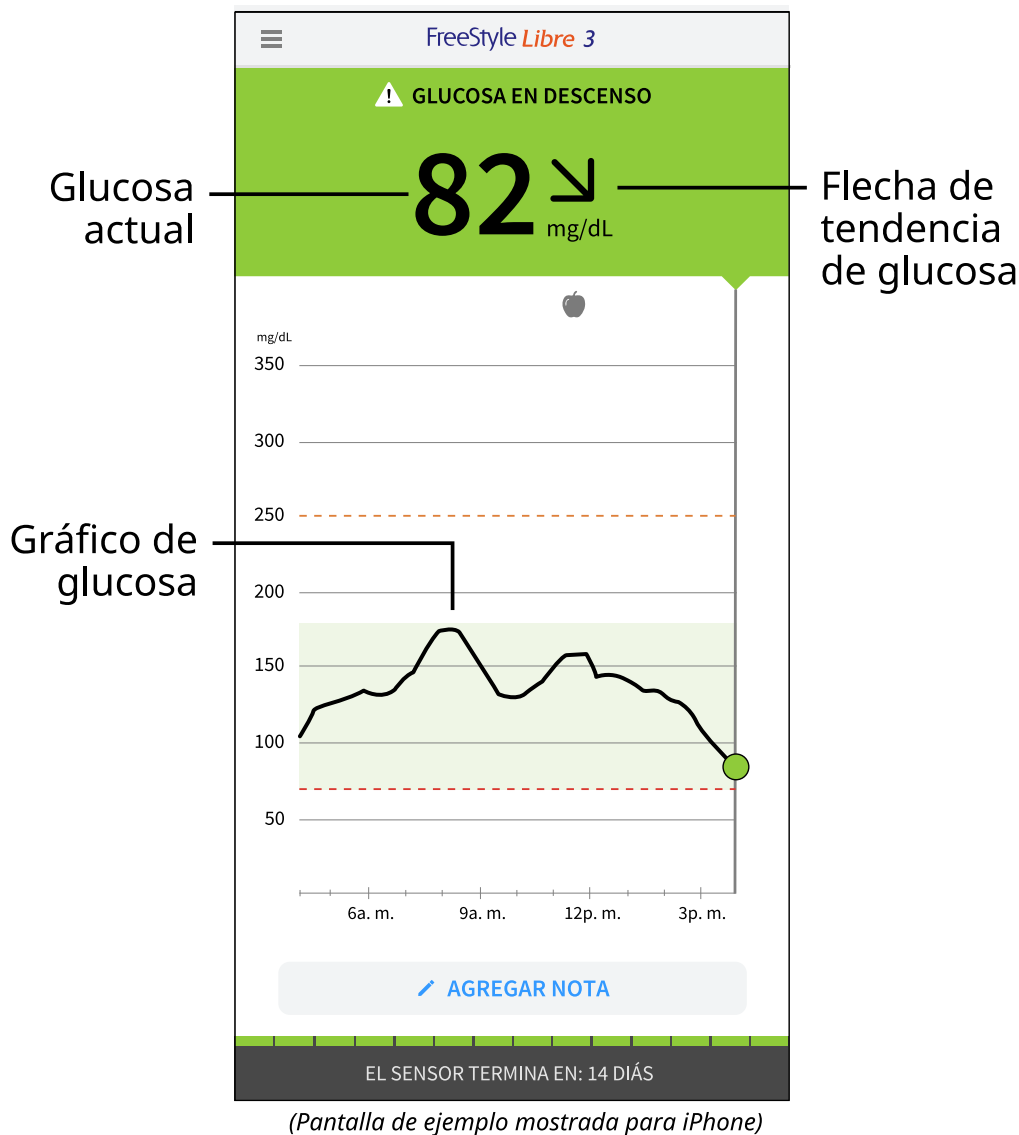 FreeStyle Libre 3
GLUCOSA EN DESCENSO
82
mg/dL
Glucosa
actual
Flecha de
tendencia
de glucosa
mg/dL
350
300
250
Gráfico de
glucosa
200
150
100
50
6a. m.
9a. m.
12p. m.
3p. m.
AGREGAR NOTA
EL SENSOR TERMINA EN: 14 DIÁS
(Pantalla de ejemplo mostrada para iPhone)